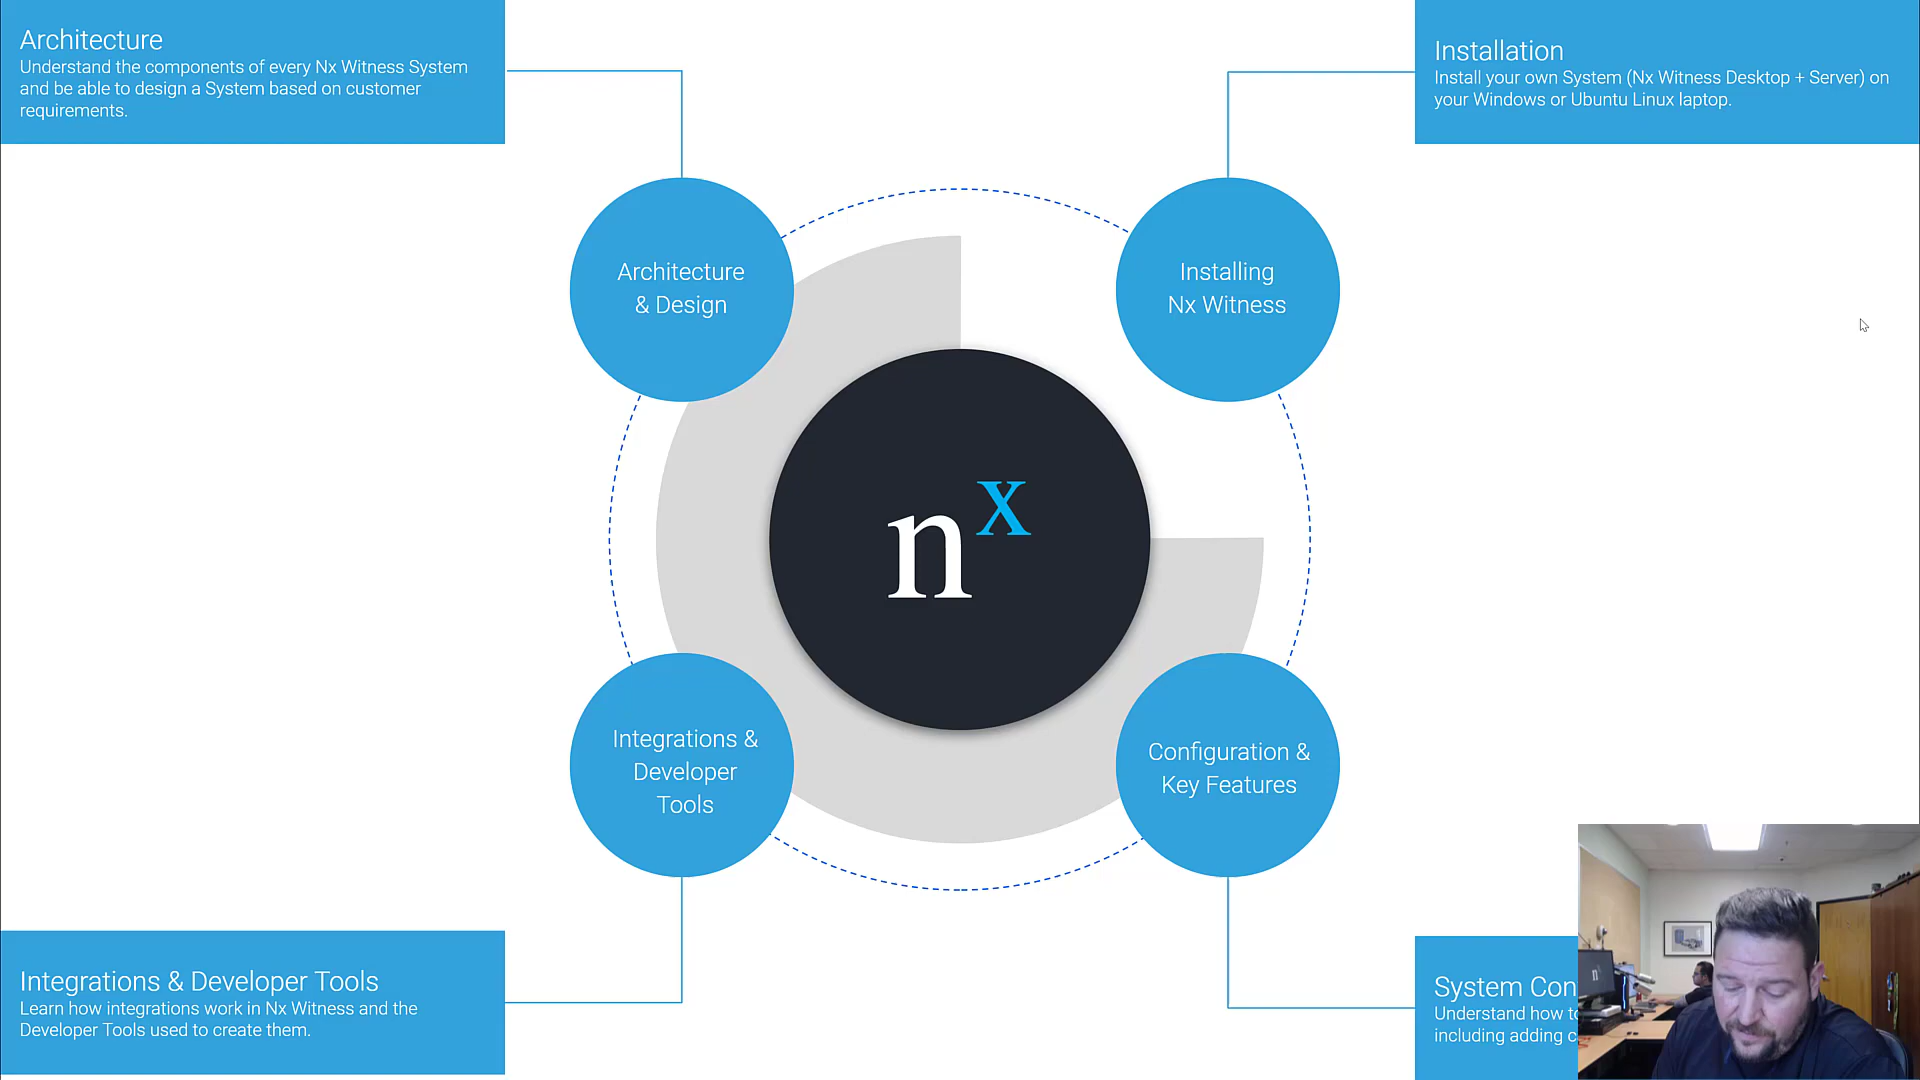 Architecture
Understand the components of every Nx Witness System
and be able to design a System based on customer
requirements.
Installation
Install your own System (Nx Witness Desktop + Server) on
your Windows or Ubuntu Linux laptop.
Architecture
& Design
Installing
Nx Witness
nx
Integrations &
Developer
Tools
Configuration &
Key Features
Integrations & Developer Tools
Learn how integrations work in Nx Witness and the
Developer Tools used to create them.
System Con
Understand how to
including adding c